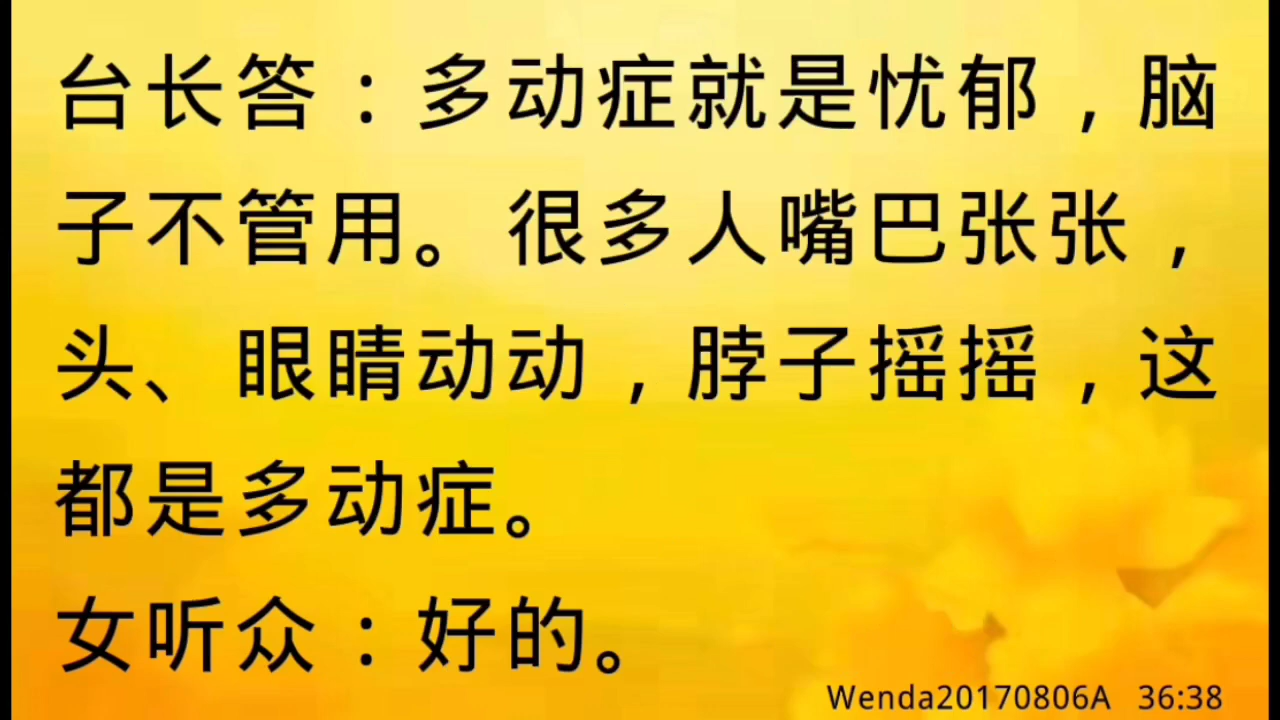 台长答：多动症就是忧郁，脑
子不管用。很多人嘴巴张张，
头、眼睛动动，脖子摇摇，这
都是多动症。
女听众：好的。
Wenda20170806A 36:38